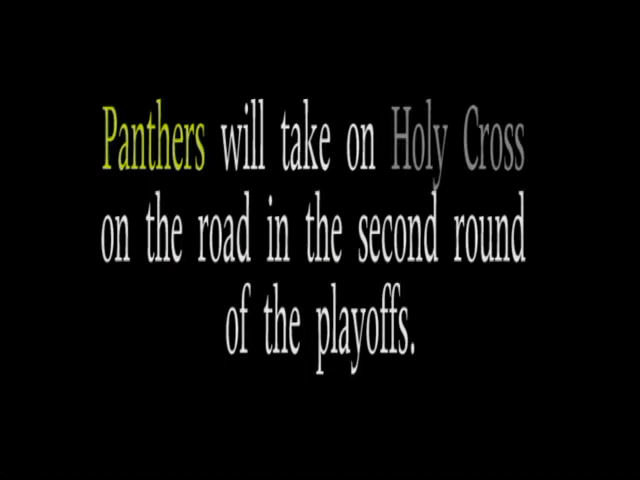 Panthers will take on Holy Cross
on the road in the second round
of the playoffs.